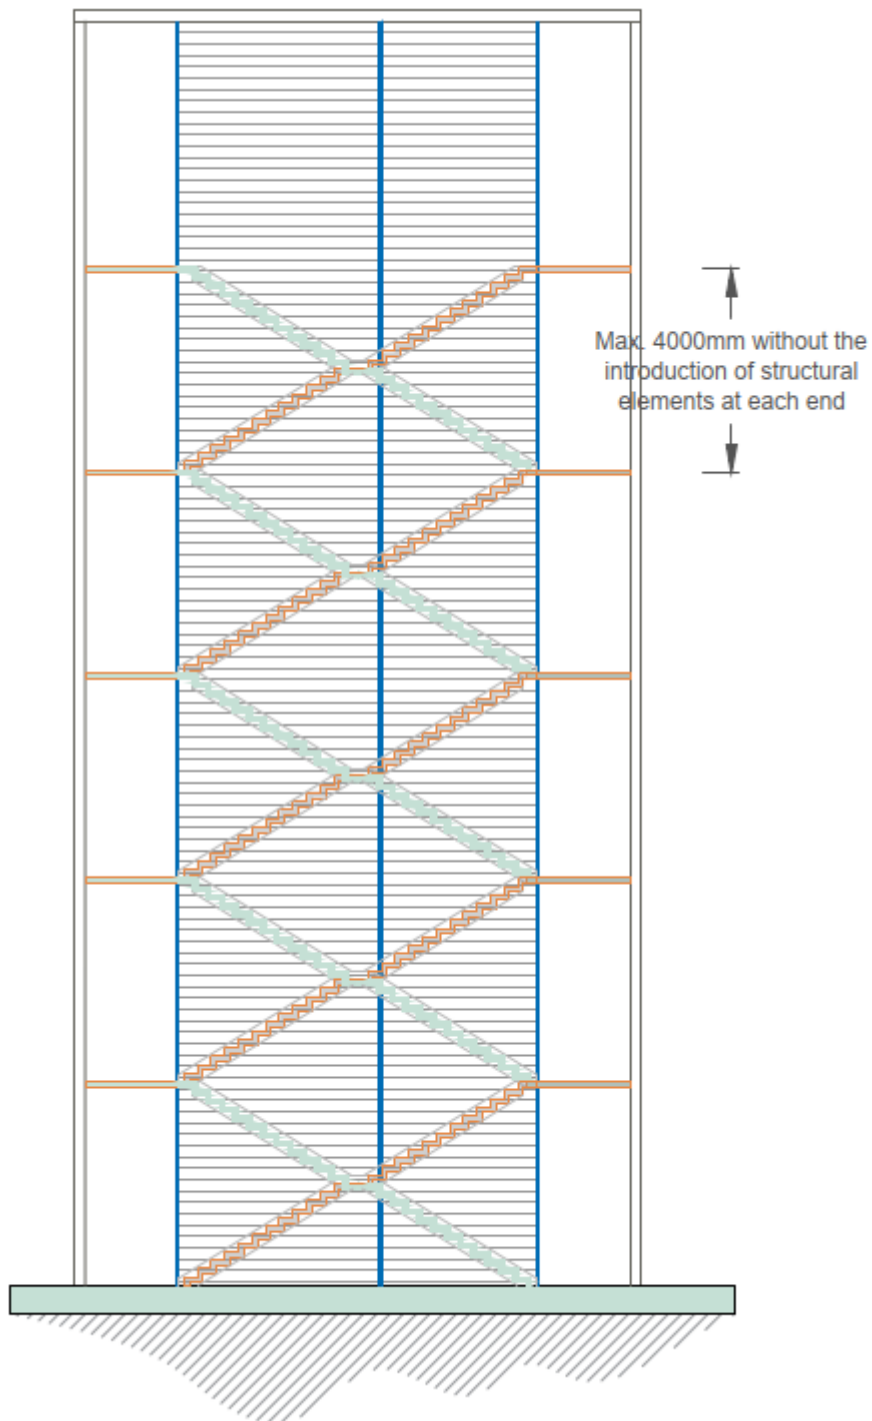 Max. 4000mm without the
introduction of structural
elements at each end